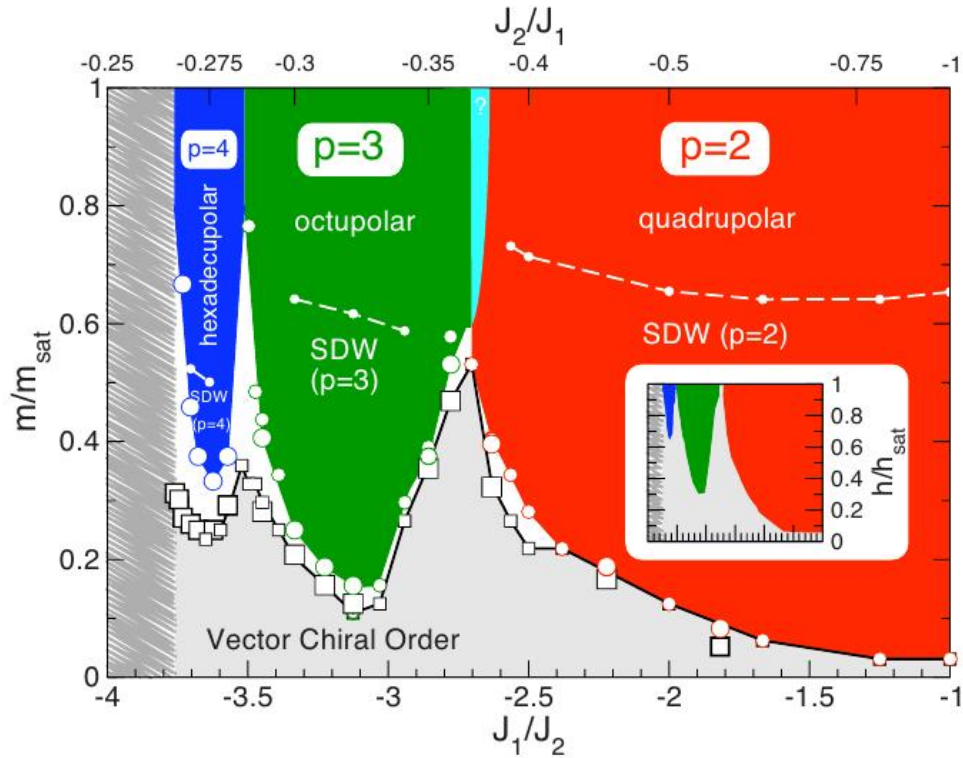 J2/J1
-0.25 -0.275 -0.3 -0.35 -0.4 -0.5 -0.75 -1
1
0.8
0.6
0.4
0.2
0
m/msat
p=4
hexadecupolar
SDW
(p=4)
p=3
octupolar
SDW
(p=3)
?
p=2
quadrupolar
SDW (p=2)
1
0.8
0.6
0.4
0.2
0
h/hsat
Vector Chiral Order
-4 -3.5 -3 -2.5 -2 -1.5 -1
J1/J2